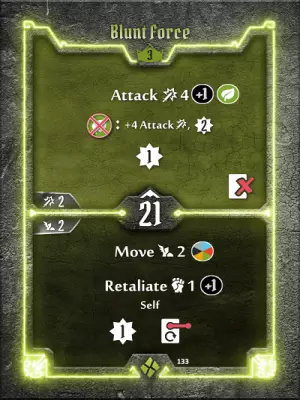 Blunt Force
3
Attack 4 +1
: +4 Attack , 2
1
2
21
2
Move 2
Retaliate 1 +1
Self
1
133